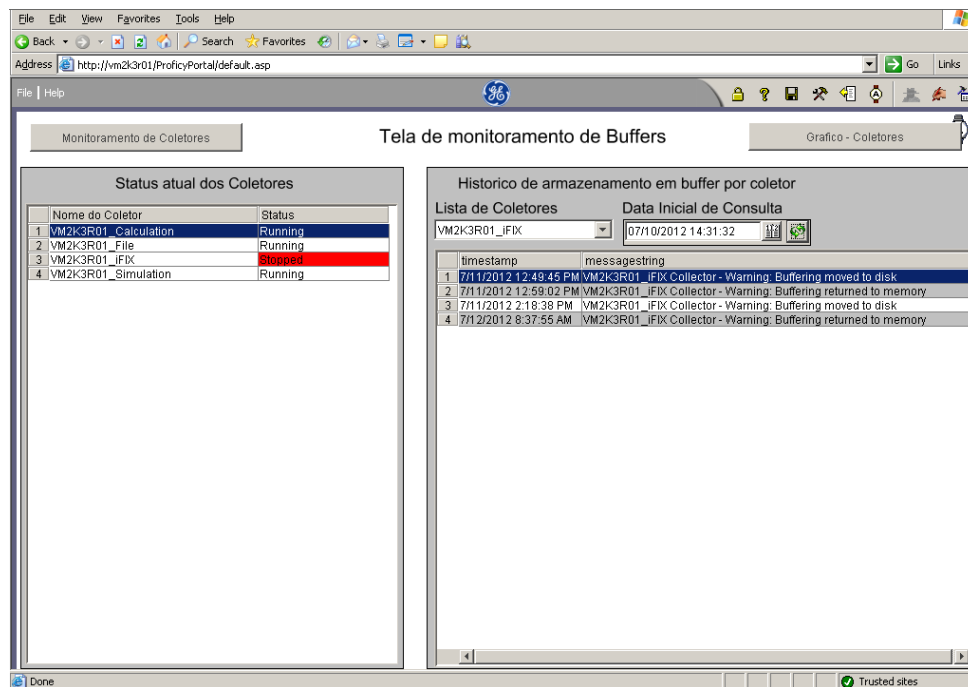 File Edit View Favorites Tools Help
Back Search Favorites
Address http://vm2k3r01/ProficyPortal/default.asp Go Links
File | Help
Monitoramento de Coletores
Tela de monitoramento de Buffers
Grafico - Coletores
Status atual dos Coletores
Nome do Coletor Status
1 VM2K3R01_Calculation Running
2 VM2K3R01_File Running
3 VM2K3R01_iFIX Stopped
4 VM2K3R01_Simulation Running
Historico de armazenamento em buffer por coletor
Lista de Coletores Data Inicial de Consulta
VM2K3R01_iFIX 07/10/2012 14:31:32
timestamp messagestring
1 7/11/2012 12:49:45 PM VM2K3R01_iFIX Collector - Warning: Buffering moved to disk
2 7/11/2012 12:59:02 PM VM2K3R01_iFIX Collector - Warning: Buffering returned to memory
3 7/11/2012 2:18:38 PM VM2K3R01_iFIX Collector - Warning: Buffering moved to disk
4 7/12/2012 8:37:55 AM VM2K3R01_iFIX Collector - Warning: Buffering returned to memory
Done Trusted sites